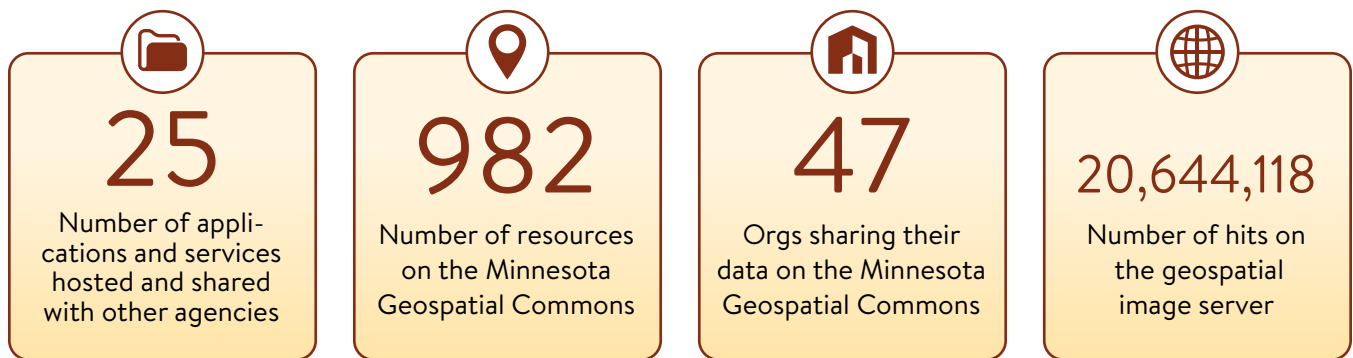 25
Number of appli-
cations and services
hosted and shared
with other agencies
982
Number of resources
on the Minnesota
Geospatial Commons
47
Orgs sharing their
data on the Minnesota
Geospatial Commons
20,644,118
Number of hits on
the geospatial
image server